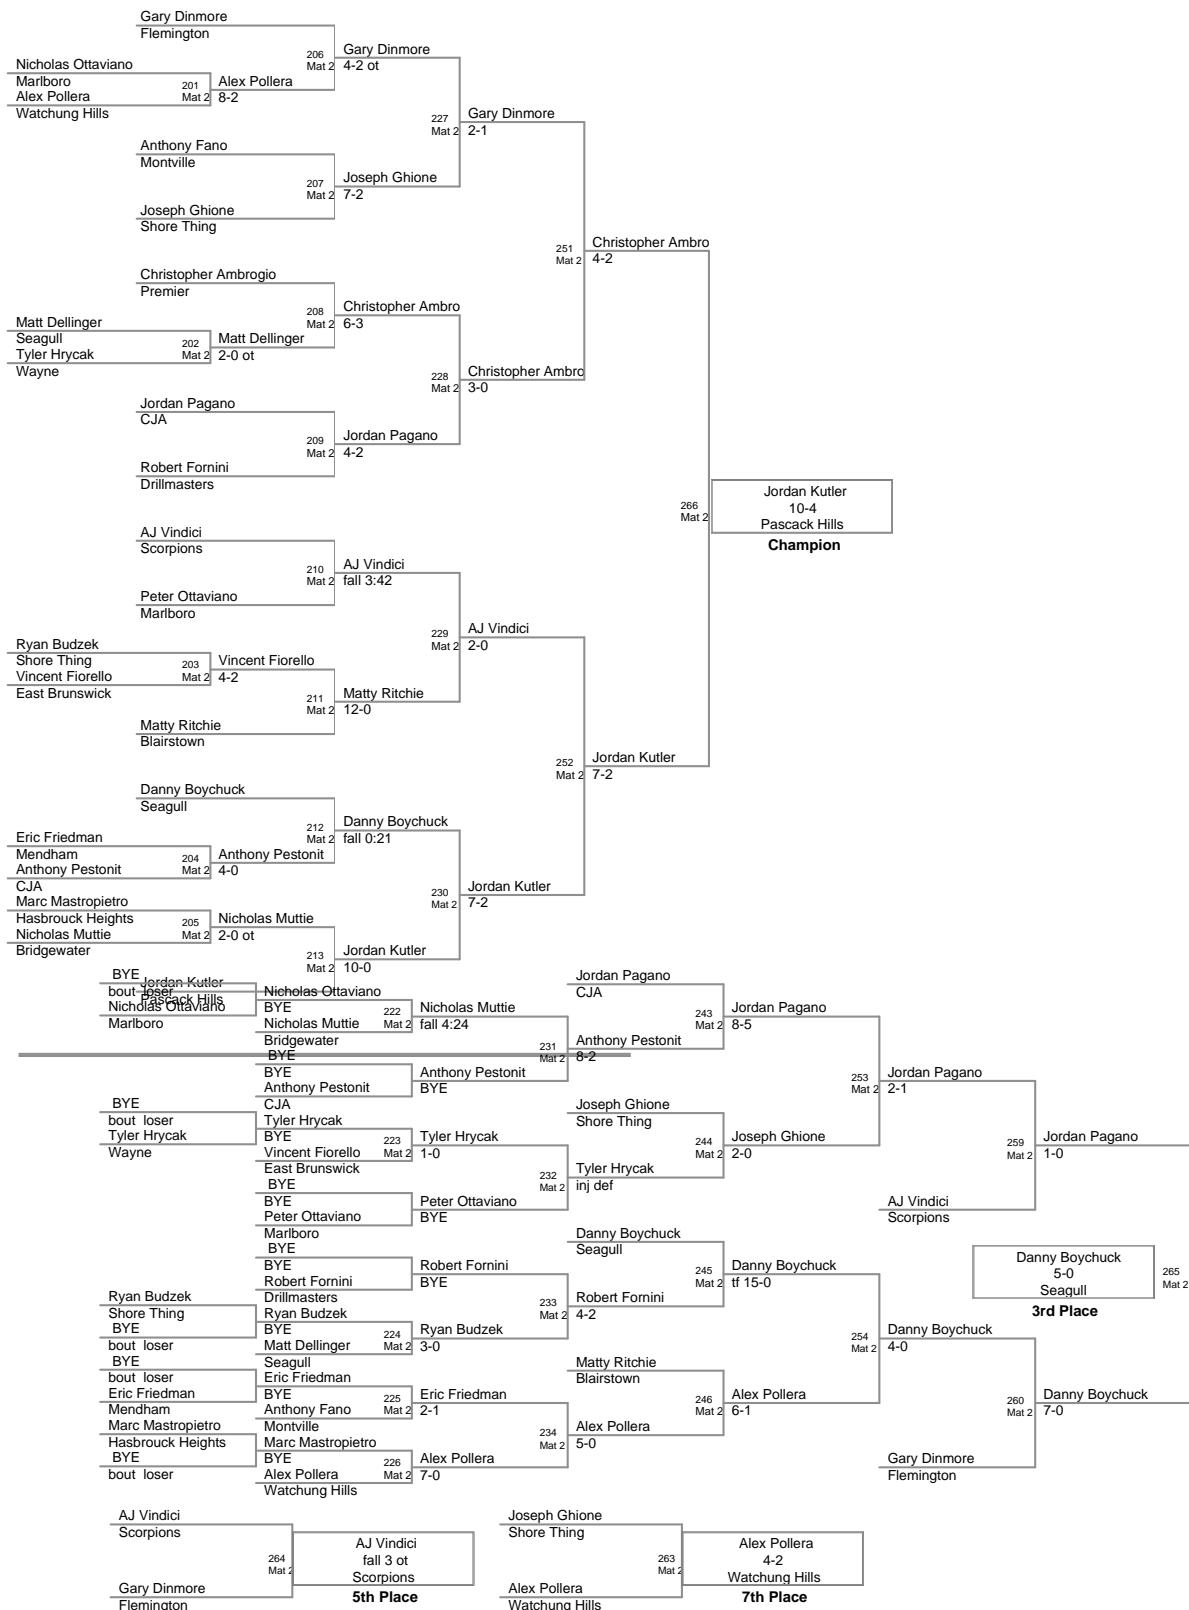 Gary Dinmore
Flemington
206
Mat 2
Gary Dinmore
4-2 ot
Nicholas Ottaviano
Marlboro
201
Mat 2
Alex Pollera
8-2
Alex Pollera
Watchung Hills
227
Mat 2
Gary Dinmore
2-1
Anthony Fano
Montville
207
Mat 2
Joseph Ghione
7-2
Joseph Ghione
Shore Thing
251
Mat 2
Christopher Ambro
4-2
Christopher Ambrogio
Premier
208
Mat 2
Christopher Ambro
6-3
Matt Dellinger
Seagull
202
Mat 2
Matt Dellinger
2-0 ot
Tyler Hrycak
Wayne
228
Mat 2
Christopher Ambro
3-0
Jordan Pagano
CJA
209
Mat 2
Jordan Pagano
4-2
Robert Fornini
Drillmasters
266
Mat 2
Jordan Kutler
10-4
Pascack Hills
Champion
AJ Vindici
Scorpions
210
Mat 2
AJ Vindici
fall 3:42
Peter Ottaviano
Marlboro
229
Mat 2
AJ Vindici
2-0
Ryan Budzek
Shore Thing
203
Mat 2
Vincent Fiorello
4-2
Vincent Fiorello
East Brunswick
211
Mat 2
Matty Ritchie
12-0
Matty Ritchie
Blairstown
252
Mat 2
Jordan Kutler
7-2
Danny Boychuck
Seagull
212
Mat 2
Danny Boychuck
fall 0:21
Eric Friedman
Mendham
204
Mat 2
Anthony Pestonit
4-0
Anthony Pestonit
CJA
230
Mat 2
Jordan Kutler
7-2
Marc Mastropietro
Hasbrouck Heights
205
Mat 2
Nicholas Muttie
2-0 ot
Nicholas Muttie
Bridgewater
213
Mat 2
Jordan Kutler
10-0
Jordan Kutler
Pascack Hills
BYE
bout loser
Nicholas Ottaviano
Marlboro
Nicholas Ottaviano
BYE
Nicholas Muttie
Bridgewater
222
Mat 2
Nicholas Muttie
fall 4:24
231
Mat 2
Anthony Pestonit
8-2
Jordan Pagano
CJA
243
Mat 2
Jordan Pagano
8-5
BYE
BYE
Anthony Pestonit
CJA
Anthony Pestonit
BYE
253
Mat 2
Jordan Pagano
2-1
BYE
bout loser
Tyler Hrycak
Wayne
Tyler Hrycak
BYE
Vincent Fiorello
East Brunswick
223
Mat 2
Tyler Hrycak
1-0
Joseph Ghione
Shore Thing
244
Mat 2
Joseph Ghione
2-0
232
Mat 2
Tyler Hrycak
inj def
259
Mat 2
Jordan Pagano
1-0
BYE
BYE
Peter Ottaviano
Marlboro
Peter Ottaviano
BYE
AJ Vindici
Scorpions
BYE
BYE
Robert Fornini
Drillmasters
Robert Fornini
BYE
Danny Boychuck
Seagull
245
Mat 2
Danny Boychuck
tf 15-0
233
Mat 2
Robert Fornini
4-2
Danny Boychuck
5-0
Seagull
3rd Place
265
Mat 2
Ryan Budzek
Shore Thing
BYE
bout loser
Ryan Budzek
BYE
Matt Dellinger
Seagull
224
Mat 2
Ryan Budzek
3-0
254
Mat 2
Danny Boychuck
4-0
BYE
bout loser
Eric Friedman
Mendham
Eric Friedman
BYE
Anthony Fano
Montville
225
Mat 2
Eric Friedman
2-1
Matty Ritchie
Blairstown
246
Mat 2
Alex Pollera
6-1
260
Mat 2
Danny Boychuck
7-0
234
Mat 2
Alex Pollera
5-0
Marc Mastropietro
Hasbrouck Heights
BYE
bout loser
Marc Mastropietro
BYE
Alex Pollera
Watchung Hills
226
Mat 2
Alex Pollera
7-0
Gary Dinmore
Flemington
AJ Vindici
Scorpions
264
Mat 2
Gary Dinmore
Flemington
AJ Vindici
fall 3 ot
Scorpions
5th Place
Joseph Ghione
Shore Thing
263
Mat 2
Alex Pollera
Watchung Hills
Alex Pollera
4-2
Watchung Hills
7th Place